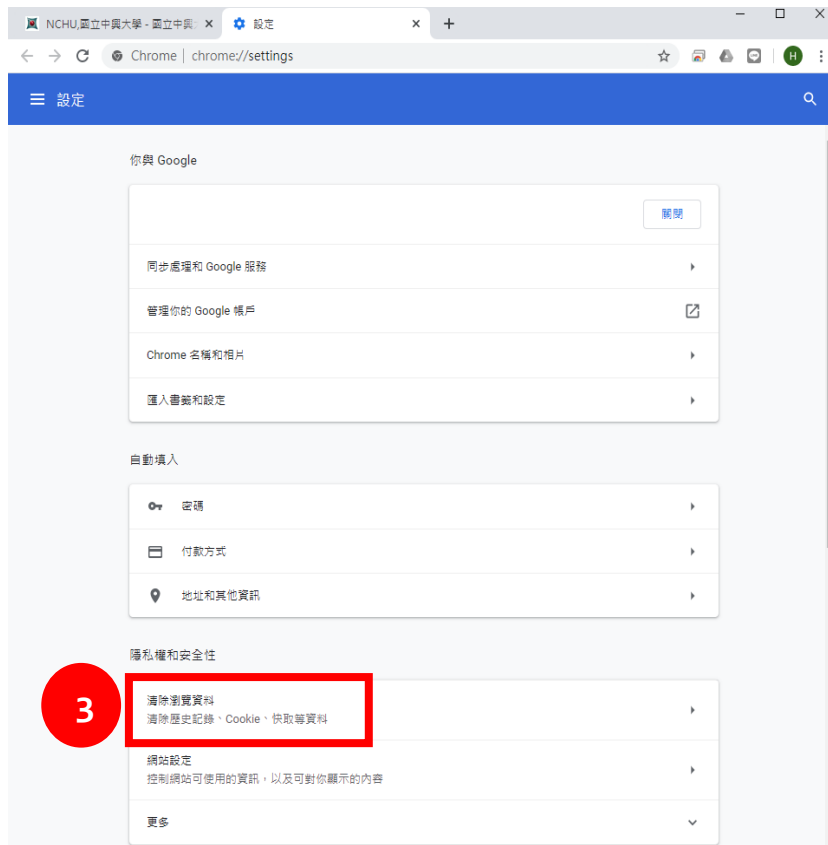 NCHU,國立中興大學 - 國立中興
設定
Chrome | chrome://settings
H
設定
你與 Google
關閉
同步處理和 Google 服務
管理你的 Google 帳戶
Chrome 名稱和相片
匯入書籤和設定
自動填入
密碼
付款方式
地址和其他資訊
隱私權和安全性
3
清除瀏覽資料
清除歷史記錄、Cookie、快取等資料
網站設定
控制網站可使用的資訊，以及可對你顯示的內容
更多